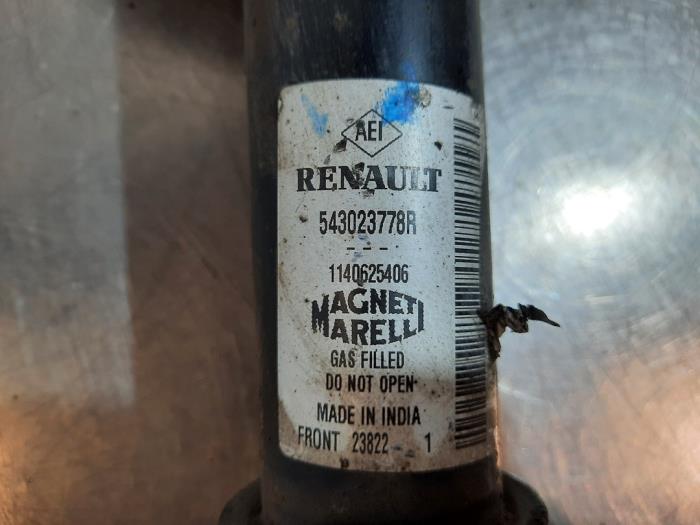 AEI
RENAULT
543023778R
- - -
1140625406
MAGNETI
MARELLI
GAS FILLED
DO NOT OPEN
MADE IN INDIA
FRONT 23822 1